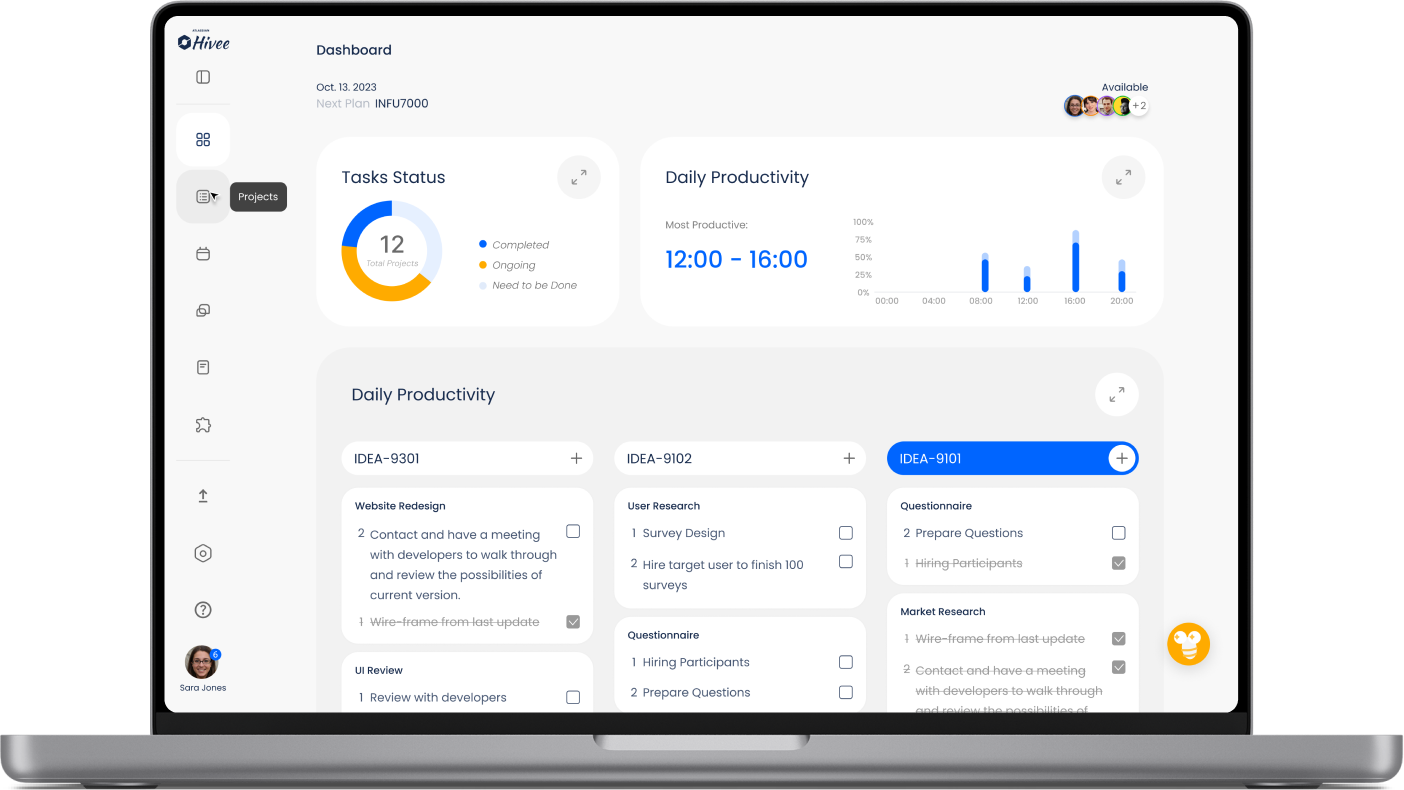 ATLASSIAN
Hivee
Dashboard
Oct. 13. 2023
Next Plan INFU7000
Available
+2
Projects
Tasks Status
12
Total Projects
Completed
Ongoing
Need to be Done
Daily Productivity
Most Productive:
12:00 - 16:00
100%
75%
50%
25%
0%
00:00 04:00 08:00 12:00 16:00 20:00
Daily Productivity
IDEA-9301
Website Redesign
2 Contact and have a meeting
with developers to walk through
and review the possibilities of
current version.
1 Wire-frame from last update
UI Review
1 Review with developers
IDEA-9102
User Research
1 Survey Design
2 Hire target user to finish 100
surveys
Questionnaire
1 Hiring Participants
2 Prepare Questions
IDEA-9101
Questionnaire
2 Prepare Questions
1 Hiring Participants
Market Research
1 Wire-frame from last update
2 Contact and have a meeting
with developers to walk through
and review the possibilities of
6
Sara Jones